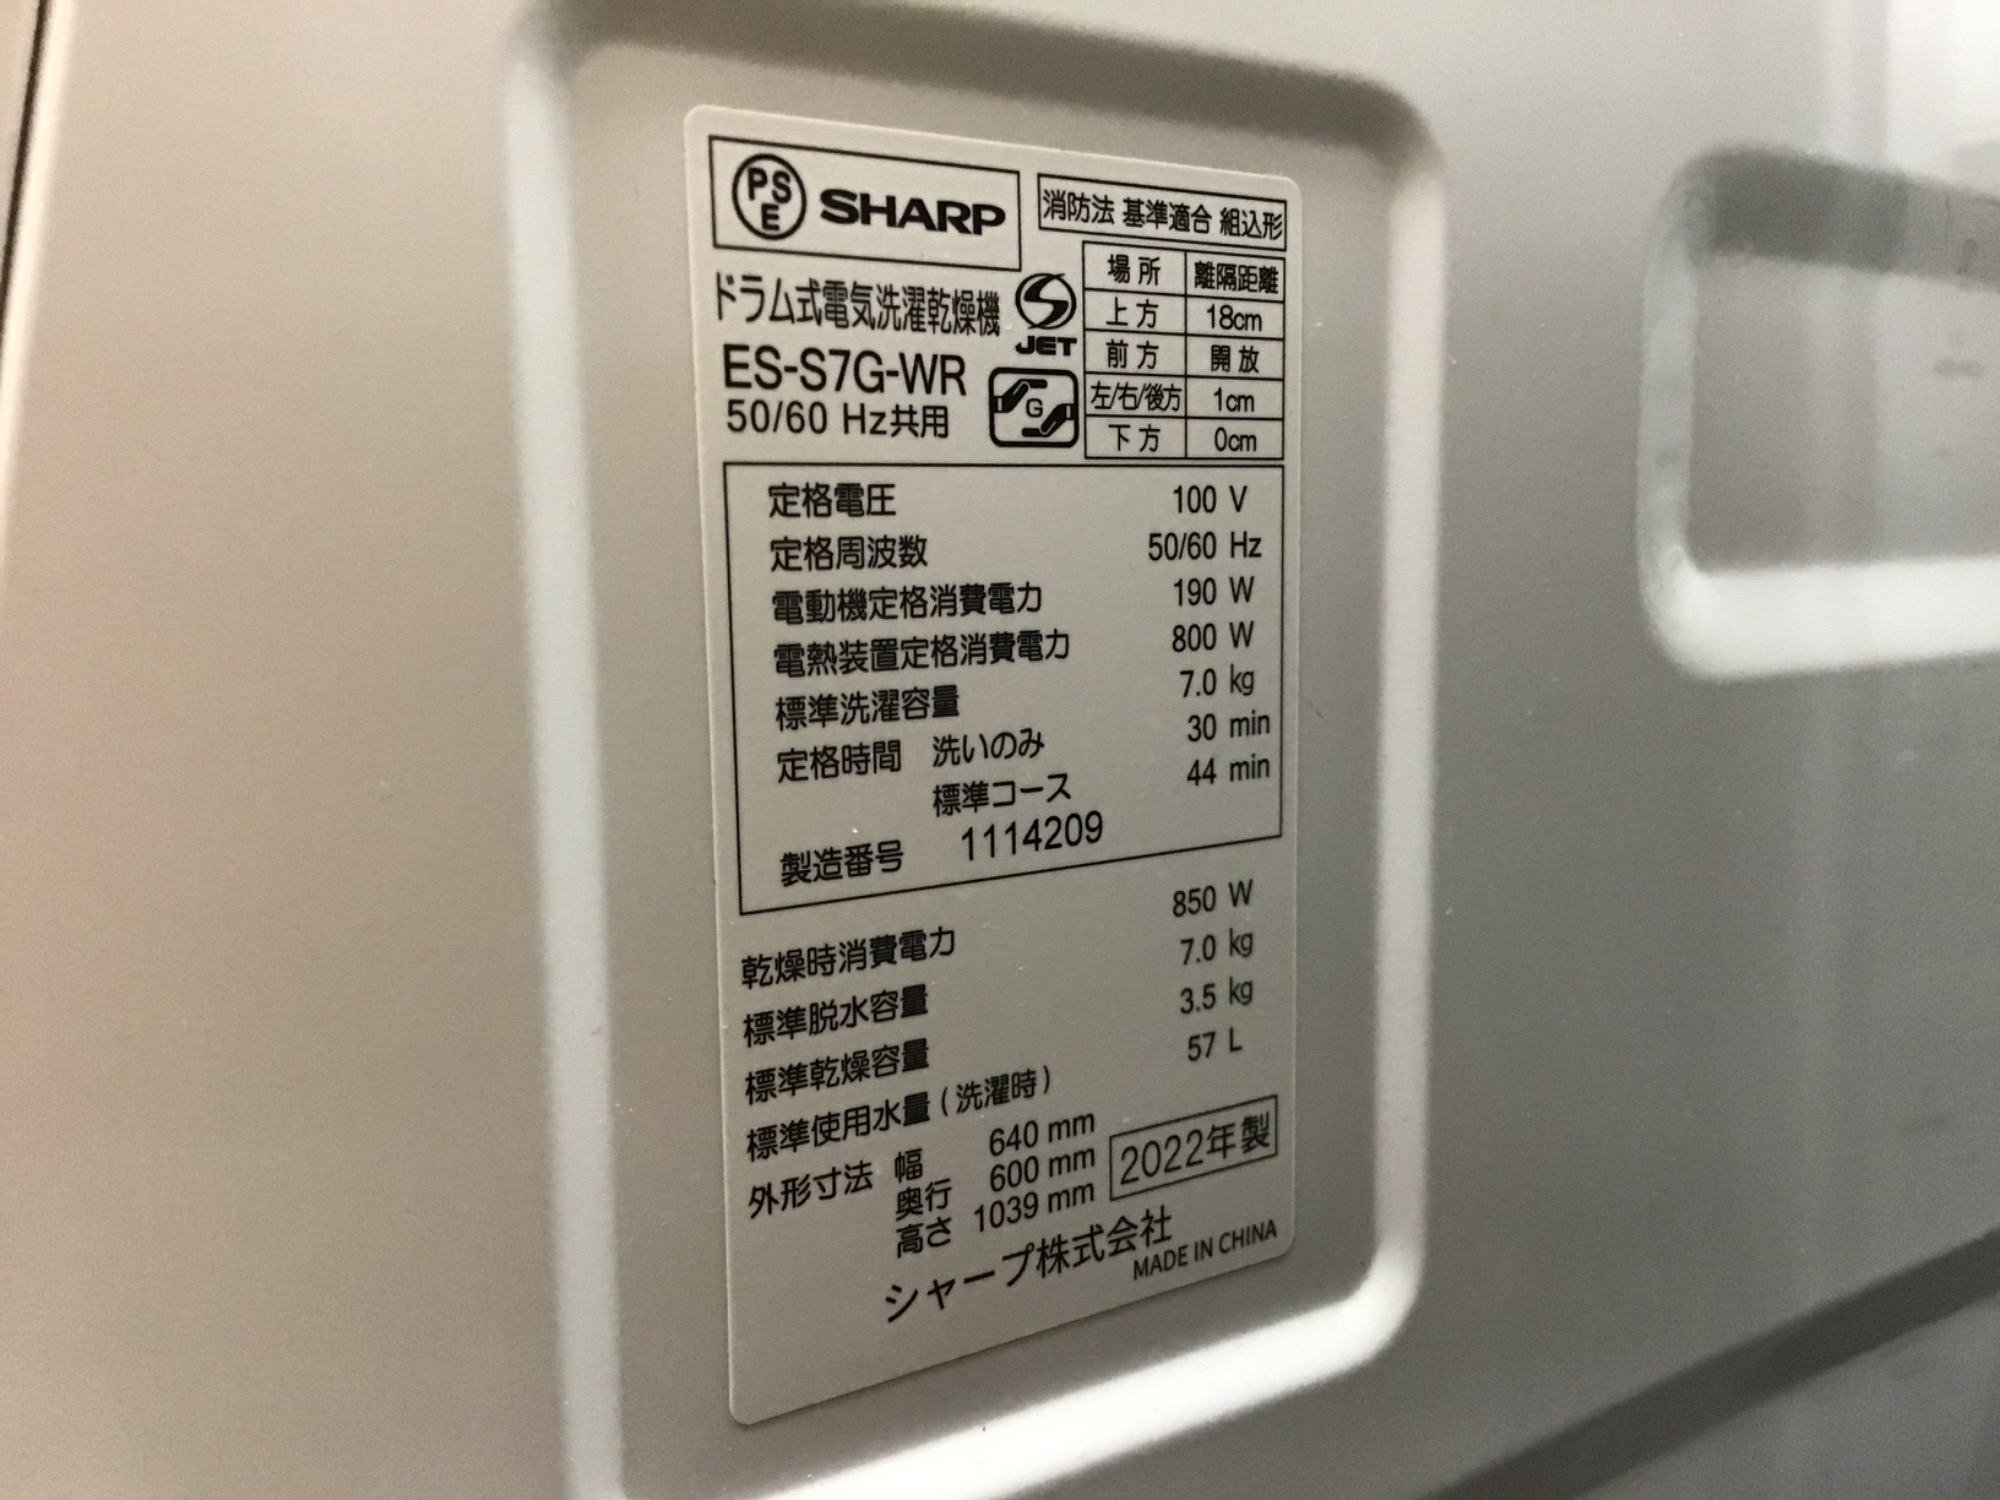 PSE SHARP
消防法 基準適合 組込形
場所 離隔距離
上方 18cm
前方 開放
左/右/後方 1cm
下方 0cm
ドラム式電気洗濯乾燥機
JET
ES-S7G-WR
G
50/60 Hz共用
定格電圧 100 V
定格周波数 50/60 Hz
電動機定格消費電力 190 W
電熱装置定格消費電力 800 W
標準洗濯容量 7.0 kg
定格時間 洗いのみ 30 min
標準コース 44 min
製造番号 1114209
乾燥時消費電力 850 W
標準脱水容量 7.0 kg
標準乾燥容量 3.5 kg
標準使用水量(洗濯時) 57 L
外形寸法 幅 640 mm
奥行 600 mm
高さ 1039 mm
2022年製
シャープ株式会社
MADE IN CHINA